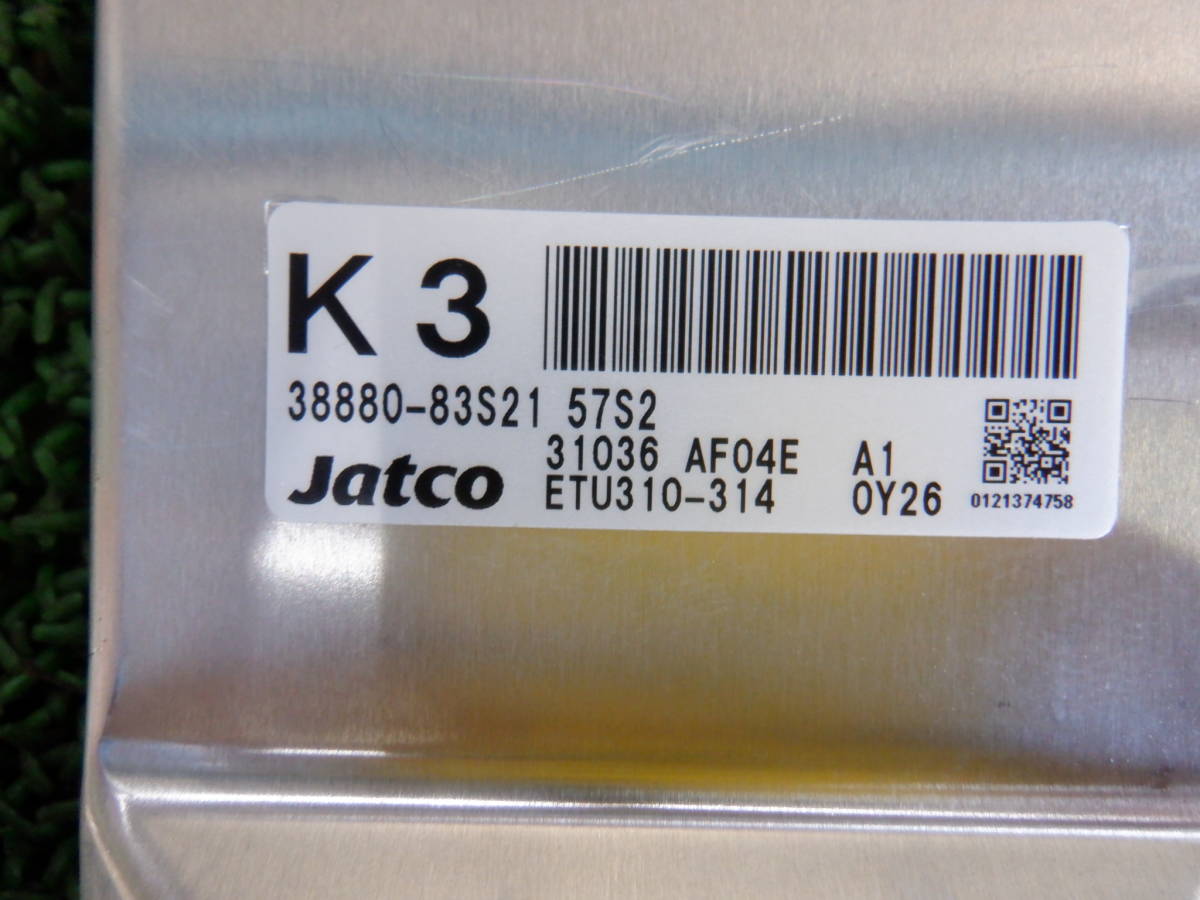 K 3
38880-83S21 57S2
31036 AF04E A1
Jatco ETU310-314 0Y26
0121374758